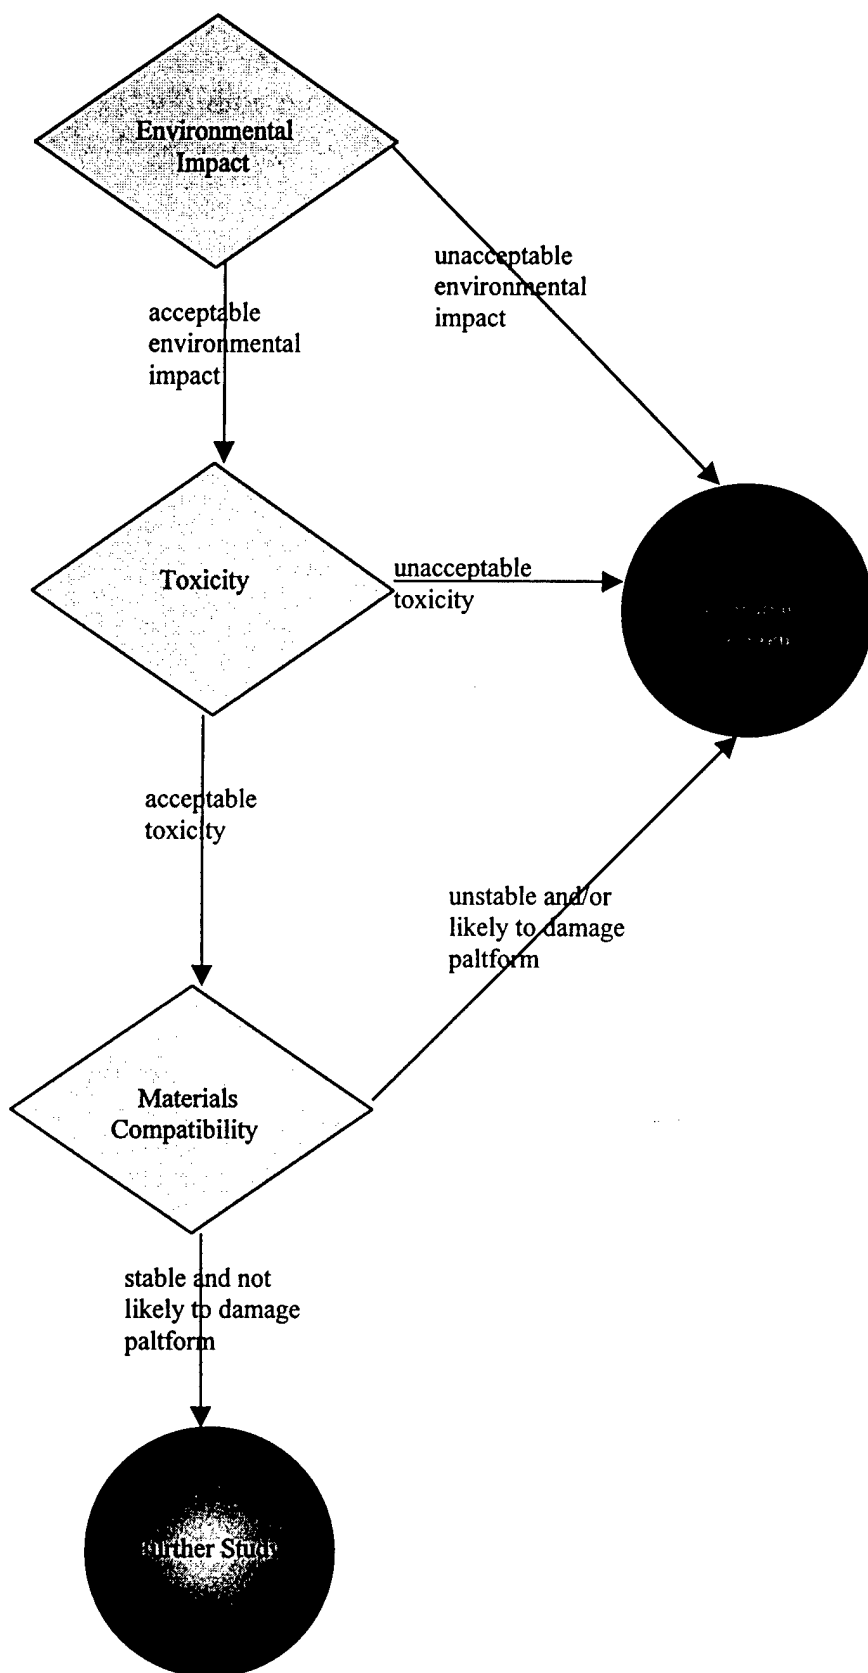 Environmental
Impact
unacceptable
environmental
impact
acceptable
environmental
impact
Toxicity
unacceptable
toxicity
acceptable
toxicity
unstable and/or
likely to damage
paltform
Materials
Compatibility
stable and not
likely to damage
paltform
Further Study